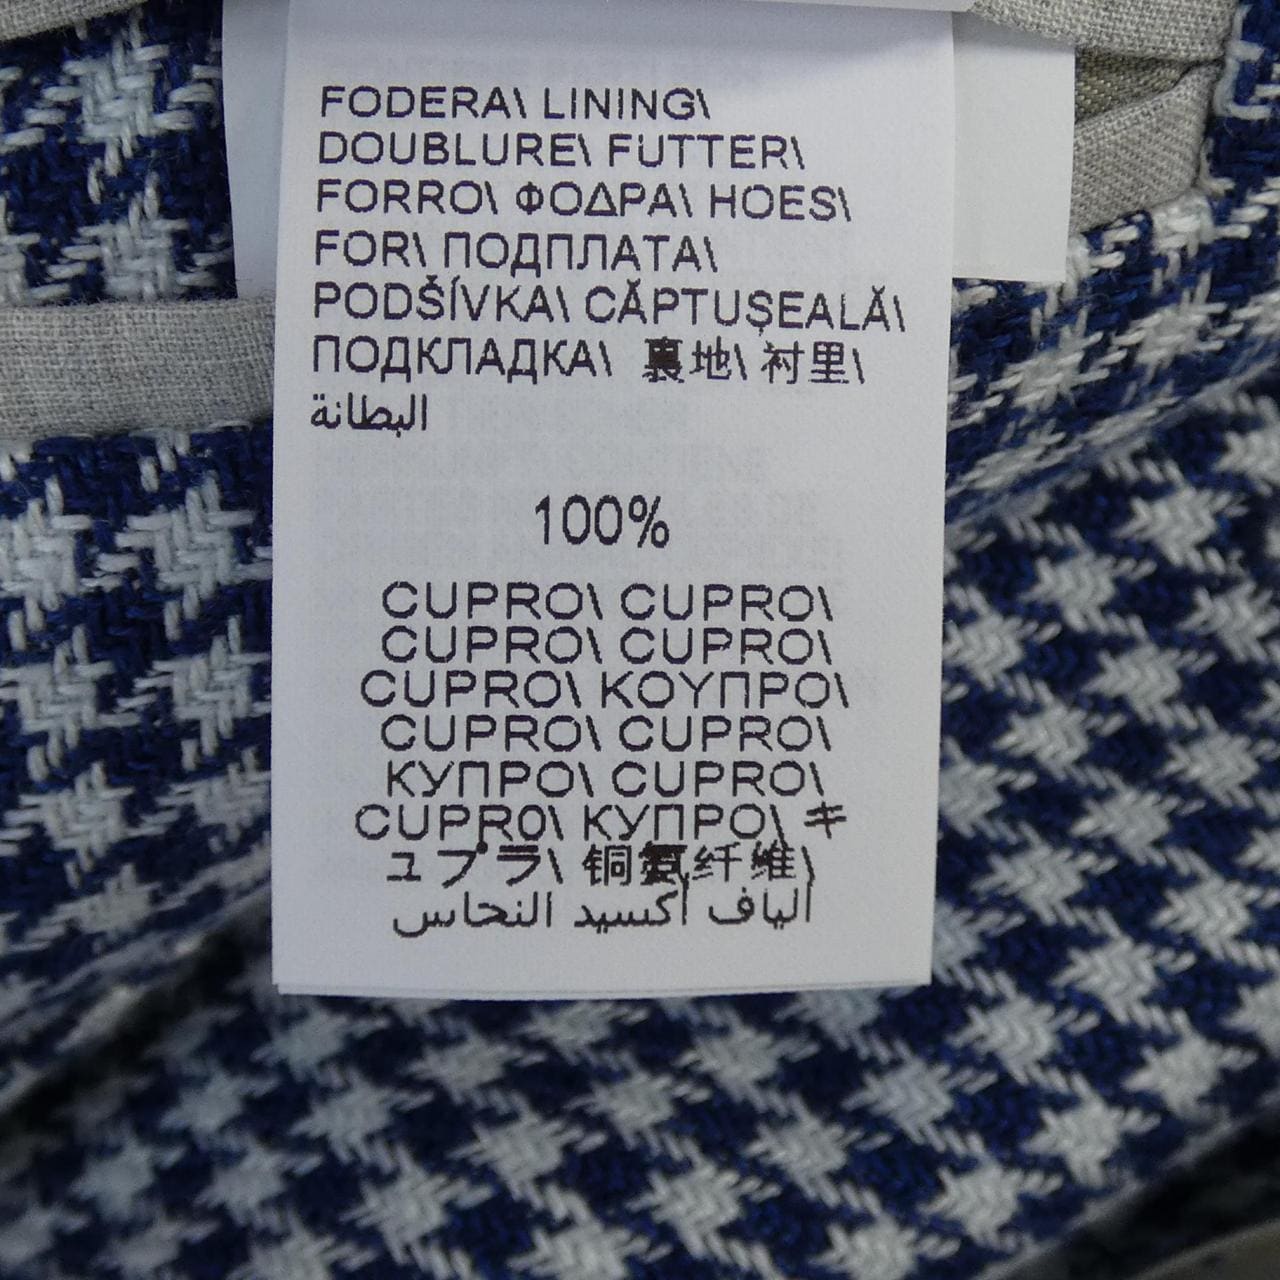 FODERA\ LINING\
DOUBLURE\ FUTTER\
FORRO\ ΦΟΔΡΑ\ HOES\
FOR\ ПОДПЛАТА\
PODŠÍVKA\ CĂPTUȘEALĂ\
ПОДКЛАДКА\ 裏地\ 衬里\
البطانة
100%
CUPRO\ CUPRO\
CUPRO\ CUPRO\
CUPRO\ ΚΟΥΠΡΟ\
CUPRO\ CUPRO\
КУПРО\ CUPRO\
CUPRO\ КУПРО\ キ
ュプラ\ 铜氨纤维\
الياف أكسيد النحاس